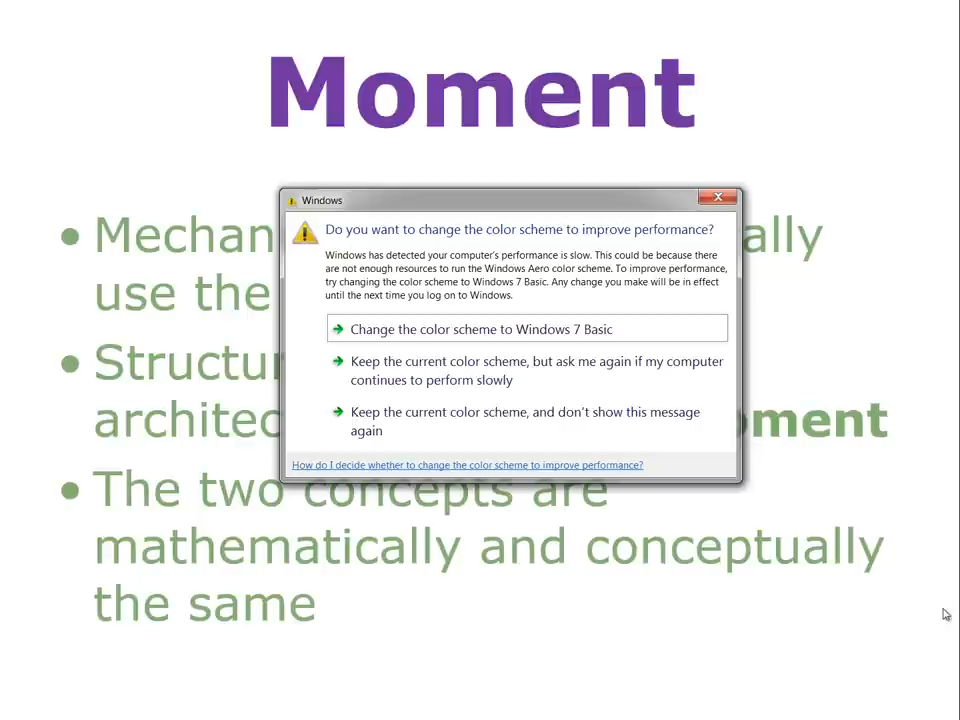 Moment
• Mechan ally
use the
• Structur
architec oment
• The two concepts are
mathematically and conceptually
the same
Windows
Do you want to change the color scheme to improve performance?
Windows has detected your computer's performance is slow. This could be because there
are not enough resources to run the Windows Aero color scheme. To improve performance,
try changing the color scheme to Windows 7 Basic. Any change you make will be in effect
until the next time you log on to Windows.
Change the color scheme to Windows 7 Basic
Keep the current color scheme, but ask me again if my computer
continues to perform slowly
Keep the current color scheme, and don't show this message
again
How do I decide whether to change the color scheme to improve performance?